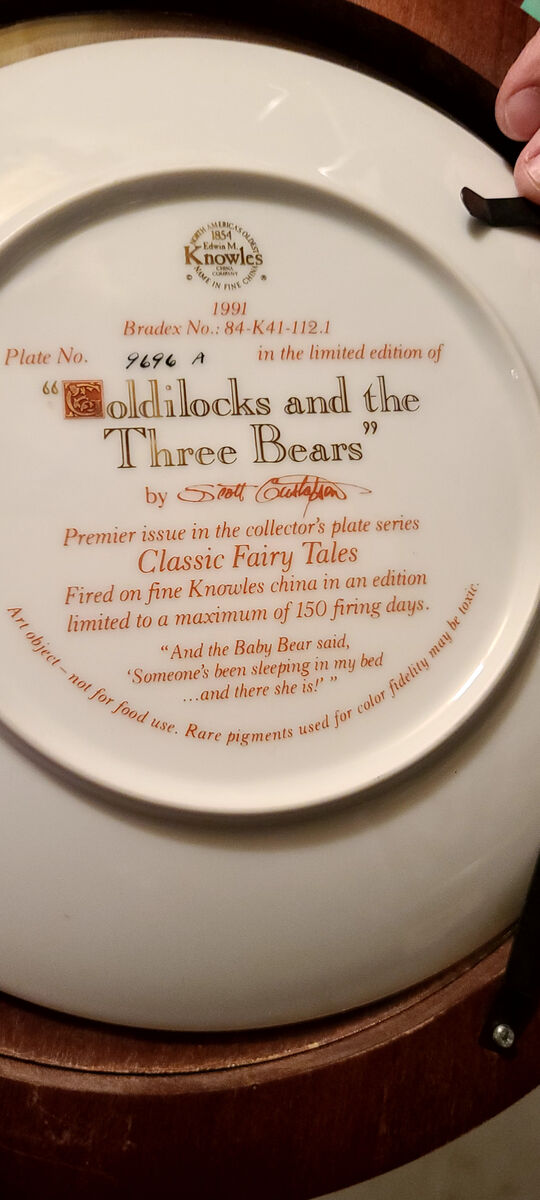 NORTH AMERICA'S OLDEST
1854
Edwin M.
Knowles
CHINA
COMPANY
NAME IN FINE CHINA
© ®
1991
Bradex No.: 84-K41-112.1
Plate No. 9696 A in the limited edition of
“Goldilocks and the
Three Bears”
by Scott Gustafson
Premier issue in the collector's plate series
Classic Fairy Tales
Fired on fine Knowles china in an edition
limited to a maximum of 150 firing days.
“And the Baby Bear said,
‘Someone's been sleeping in my bed
...and there she is!’ ”
Art object – not for food use. Rare pigments used for color fidelity may be toxic.